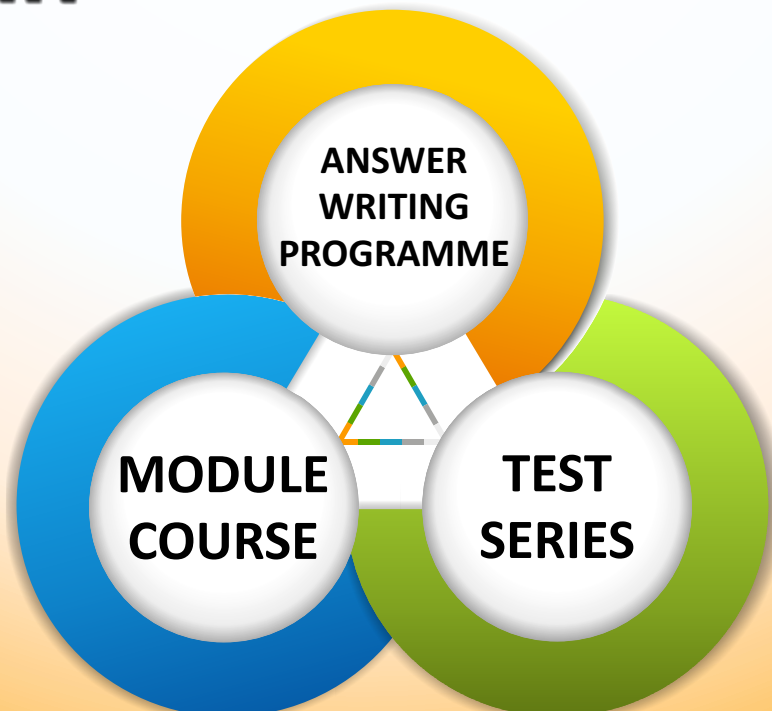 ANSWER
WRITING
PROGRAMME
MODULE
COURSE
TEST
SERIES